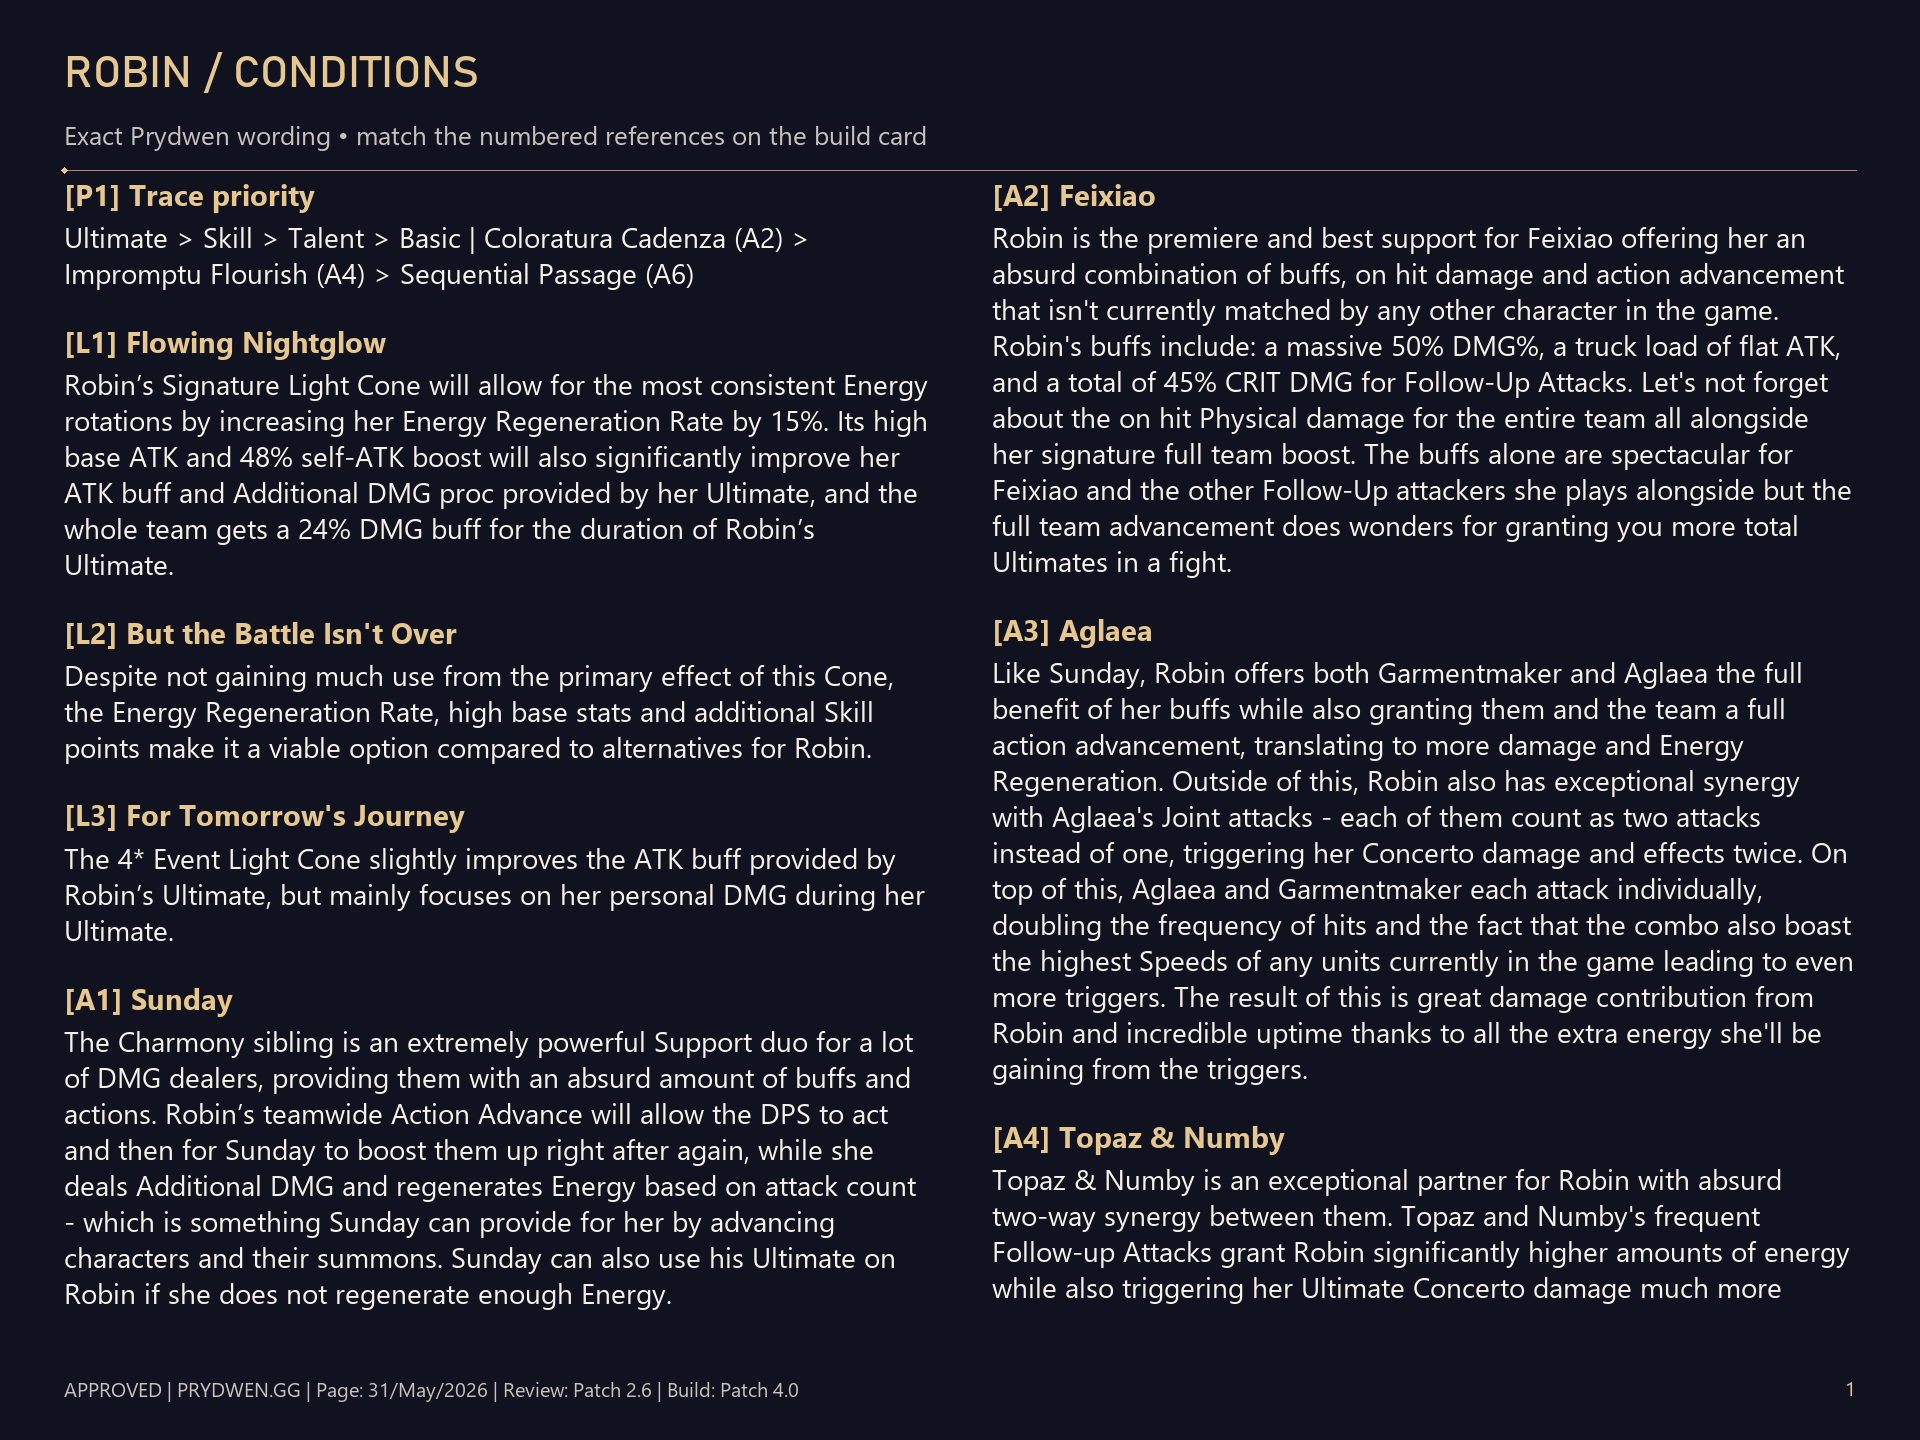 ROBIN / CONDITIONS
Exact Prydwen wording • match the numbered references on the build card
[P1] Trace priority
Ultimate > Skill > Talent > Basic | Coloratura Cadenza (A2) >
Impromptu Flourish (A4) > Sequential Passage (A6)
[L1] Flowing Nightglow
Robin’s Signature Light Cone will allow for the most consistent Energy
rotations by increasing her Energy Regeneration Rate by 15%. Its high
base ATK and 48% self-ATK boost will also significantly improve her
ATK buff and Additional DMG proc provided by her Ultimate, and the
whole team gets a 24% DMG buff for the duration of Robin’s
Ultimate.
[L2] But the Battle Isn't Over
Despite not gaining much use from the primary effect of this Cone,
the Energy Regeneration Rate, high base stats and additional Skill
points make it a viable option compared to alternatives for Robin.
[L3] For Tomorrow's Journey
The 4* Event Light Cone slightly improves the ATK buff provided by
Robin’s Ultimate, but mainly focuses on her personal DMG during her
Ultimate.
[A1] Sunday
The Charmony sibling is an extremely powerful Support duo for a lot
of DMG dealers, providing them with an absurd amount of buffs and
actions. Robin’s teamwide Action Advance will allow the DPS to act
and then for Sunday to boost them up right after again, while she
deals Additional DMG and regenerates Energy based on attack count
- which is something Sunday can provide for her by advancing
characters and their summons. Sunday can also use his Ultimate on
Robin if she does not regenerate enough Energy.
[A2] Feixiao
Robin is the premiere and best support for Feixiao offering her an
absurd combination of buffs, on hit damage and action advancement
that isn't currently matched by any other character in the game.
Robin's buffs include: a massive 50% DMG%, a truck load of flat ATK,
and a total of 45% CRIT DMG for Follow-Up Attacks. Let's not forget
about the on hit Physical damage for the entire team all alongside
her signature full team boost. The buffs alone are spectacular for
Feixiao and the other Follow-Up attackers she plays alongside but the
full team advancement does wonders for granting you more total
Ultimates in a fight.
[A3] Aglaea
Like Sunday, Robin offers both Garmentmaker and Aglaea the full
benefit of her buffs while also granting them and the team a full
action advancement, translating to more damage and Energy
Regeneration. Outside of this, Robin also has exceptional synergy
with Aglaea's Joint attacks - each of them count as two attacks
instead of one, triggering her Concerto damage and effects twice. On
top of this, Aglaea and Garmentmaker each attack individually,
doubling the frequency of hits and the fact that the combo also boast
the highest Speeds of any units currently in the game leading to even
more triggers. The result of this is great damage contribution from
Robin and incredible uptime thanks to all the extra energy she'll be
gaining from the triggers.
[A4] Topaz & Numby
Topaz & Numby is an exceptional partner for Robin with absurd
two-way synergy between them. Topaz and Numby's frequent
Follow-up Attacks grant Robin significantly higher amounts of energy
while also triggering her Ultimate Concerto damage much more
APPROVED | PRYDWEN.GG | Page: 31/May/2026 | Review: Patch 2.6 | Build: Patch 4.0
1